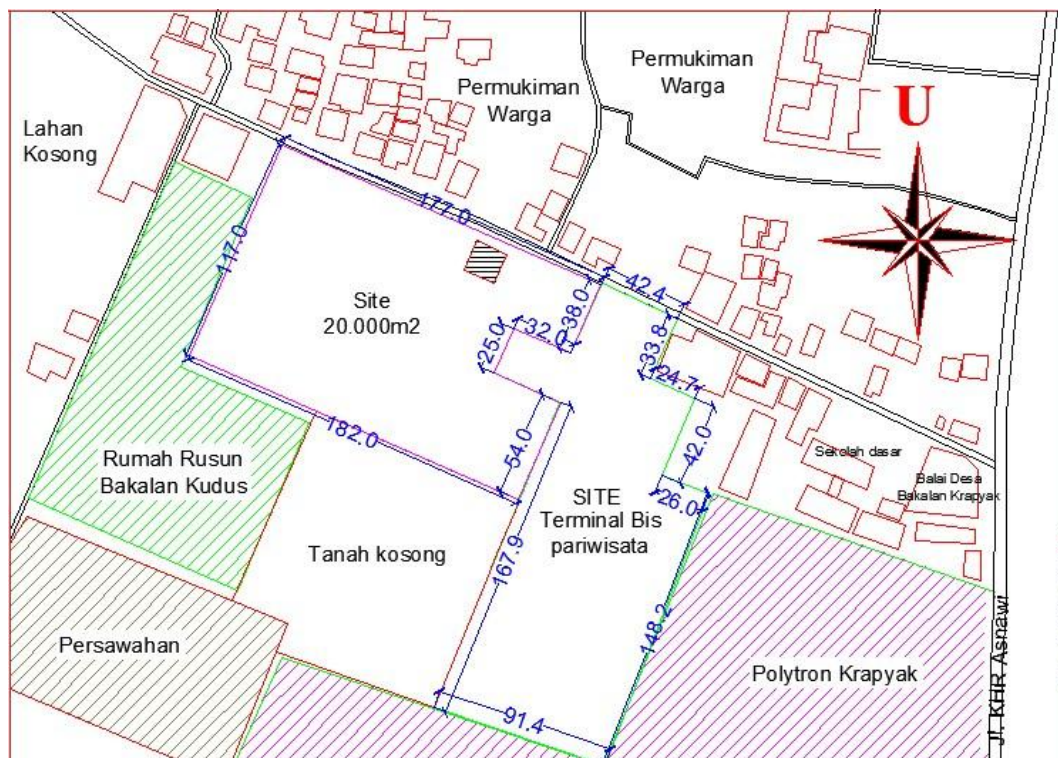 Permukiman
Warga
Permukiman
Warga
U
Lahan
Kosong
177.0
117.0
42.4
38.0
Site
20.000m2
32.0
25.0
33.8
24.7
182.0
54.0
42.0
Sekolah dasar
Rumah Rusun
Bakalan Kudus
Balai Desa
Bakalan Krapyak
26.0
SITE
Terminal Bis
pariwisata
Tanah kosong
167.9
148.2
Persawahan
Polytron Krapyak
91.4
Jl. KHR Asnawi